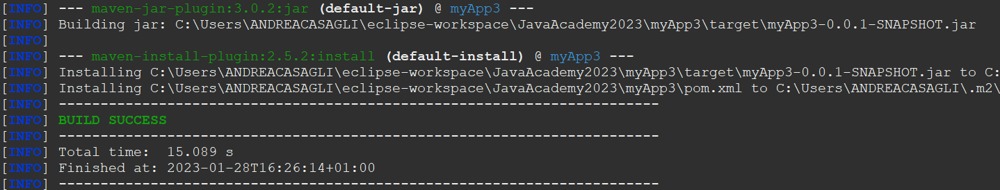 [INFO] --- maven-jar-plugin:3.0.2:jar (default-jar) @ myApp3 ---
[INFO] Building jar: C:\Users\ANDREACASAGLI\eclipse-workspace\JavaAcademy2023\myApp3\target\myApp3-0.0.1-SNAPSHOT.jar
[INFO]
[INFO] --- maven-install-plugin:2.5.2:install (default-install) @ myApp3 ---
[INFO] Installing C:\Users\ANDREACASAGLI\eclipse-workspace\JavaAcademy2023\myApp3\target\myApp3-0.0.1-SNAPSHOT.jar to C:
[INFO] Installing C:\Users\ANDREACASAGLI\eclipse-workspace\JavaAcademy2023\myApp3\pom.xml to C:\Users\ANDREACASAGLI\.m2\
[INFO] ------------------------------------------------------------------------
[INFO] BUILD SUCCESS
[INFO] ------------------------------------------------------------------------
[INFO] Total time:  15.089 s
[INFO] Finished at: 2023-01-28T16:26:14+01:00
[INFO] ------------------------------------------------------------------------